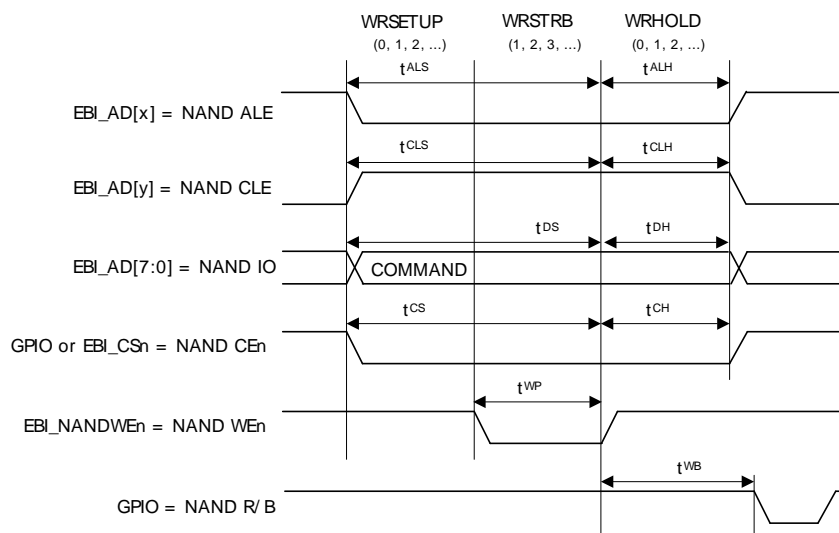 WRSETUP WRSTRB WRHOLD
(0, 1, 2, ...) (1, 2, 3, ...) (0, 1, 2, ...)
tALS tALH
EBI_AD[x] = NAND ALE
tCLS tCLH
EBI_AD[y] = NAND CLE
tDS tDH
EBI_AD[7:0] = NAND IO COMMAND
tCS tCH
GPIO or EBI_CSn = NAND CEn
tWP
EBI_NANDWEn = NAND WEn
tWB
GPIO = NAND R/B